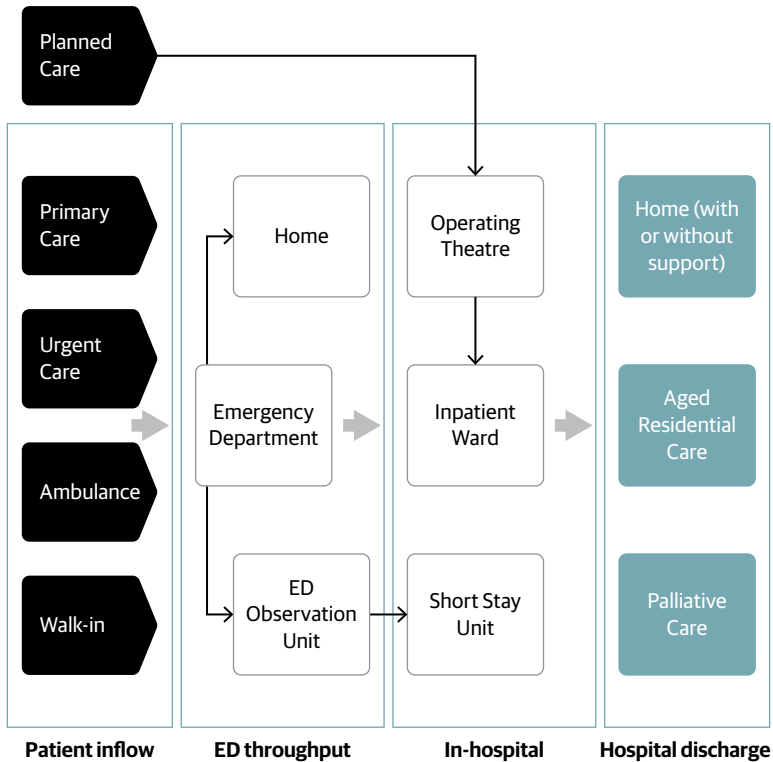 Planned
Care
Primary
Care
Urgent
Care
Ambulance
Walk-in
Patient inflow
Home
Emergency
Department
ED
Observation
Unit
ED throughput
Operating
Theatre
Inpatient
Ward
Short Stay
Unit
In-hospital
Home (with
or without
support)
Aged
Residential
Care
Palliative
Care
Hospital discharge